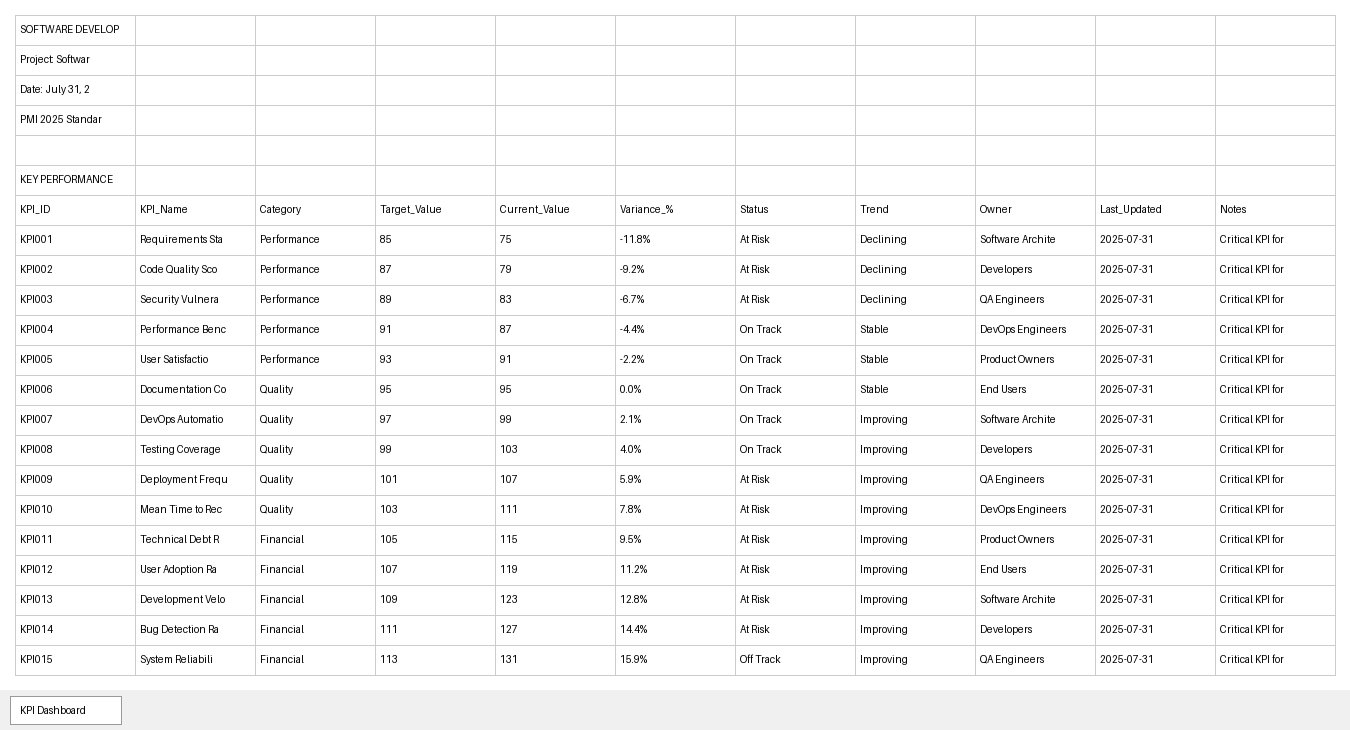 SOFTWARE DEVELOP
Project: Softwar
Date: July 31, 2
PMI 2025 Standar
KEY PERFORMANCE
KPI_ID KPI_Name Category Target_Value Current_Value Variance_% Status Trend Owner Last_Updated Notes
KPI001 Requirements Sta Performance 85 75 -11.8% At Risk Declining Software Archite 2025-07-31 Critical KPI for
KPI002 Code Quality Sco Performance 87 79 -9.2% At Risk Declining Developers 2025-07-31 Critical KPI for
KPI003 Security Vulnera Performance 89 83 -6.7% At Risk Declining QA Engineers 2025-07-31 Critical KPI for
KPI004 Performance Benc Performance 91 87 -4.4% On Track Stable DevOps Engineers 2025-07-31 Critical KPI for
KPI005 User Satisfactio Performance 93 91 -2.2% On Track Stable Product Owners 2025-07-31 Critical KPI for
KPI006 Documentation Co Quality 95 95 0.0% On Track Stable End Users 2025-07-31 Critical KPI for
KPI007 DevOps Automatio Quality 97 99 2.1% On Track Improving Software Archite 2025-07-31 Critical KPI for
KPI008 Testing Coverage Quality 99 103 4.0% On Track Improving Developers 2025-07-31 Critical KPI for
KPI009 Deployment Frequ Quality 101 107 5.9% At Risk Improving QA Engineers 2025-07-31 Critical KPI for
KPI010 Mean Time to Rec Quality 103 111 7.8% At Risk Improving DevOps Engineers 2025-07-31 Critical KPI for
KPI011 Technical Debt R Financial 105 115 9.5% At Risk Improving Product Owners 2025-07-31 Critical KPI for
KPI012 User Adoption Ra Financial 107 119 11.2% At Risk Improving End Users 2025-07-31 Critical KPI for
KPI013 Development Velo Financial 109 123 12.8% At Risk Improving Software Archite 2025-07-31 Critical KPI for
KPI014 Bug Detection Ra Financial 111 127 14.4% At Risk Improving Developers 2025-07-31 Critical KPI for
KPI015 System Reliabili Financial 113 131 15.9% Off Track Improving QA Engineers 2025-07-31 Critical KPI for
KPI Dashboard